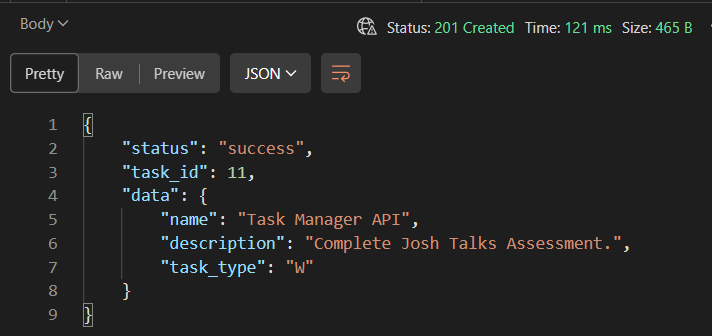 Body
Status: 201 Created Time: 121 ms Size: 465 B
Pretty Raw Preview JSON
1 {
2 "status": "success",
3 "task_id": 11,
4 "data": {
5 "name": "Task Manager API",
6 "description": "Complete Josh Talks Assessment.",
7 "task_type": "W"
8 }
9 }